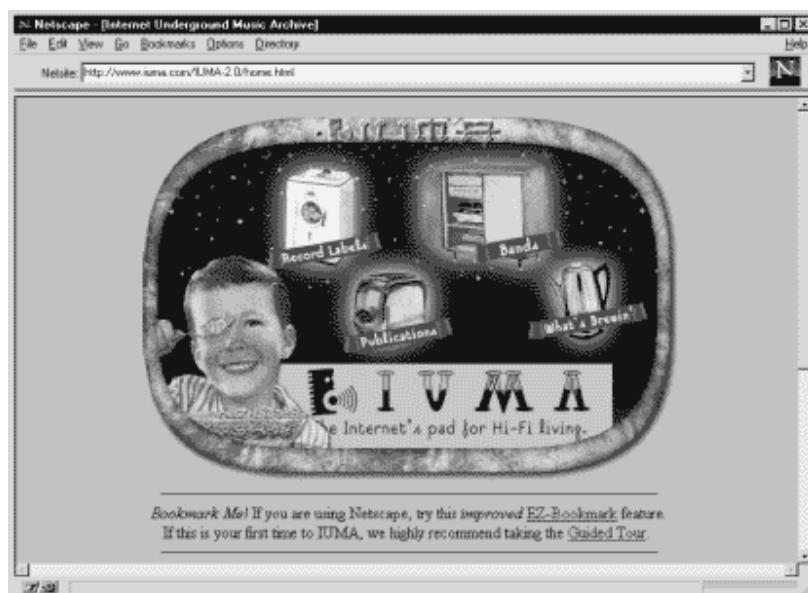 Netscape - [Internet Underground Music Archive]
File Edit View Go Bookmarks Options Directory Help
Netsite: http://www.iuma.com/IUMA-2.0/home.html
N
Record Labels
Bands
Publications
What's Brewin'
IUMA
he Internet's pad for Hi-Fi living.
Bookmark Me! If you are using Netscape, try this improved EZ-Bookmark feature.
If this is your first time to IUMA, we highly recommend taking the Guided Tour.